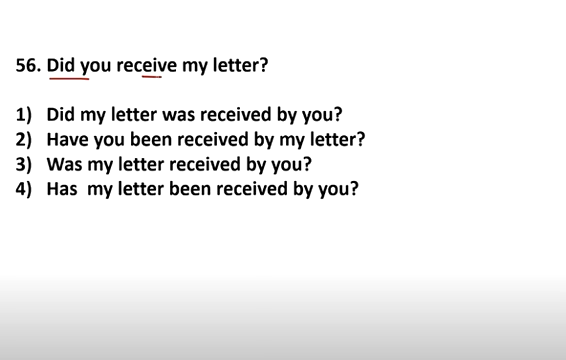 56. Did you receive my letter?
1) Did my letter was received by you?
2) Have you been received by my letter?
3) Was my letter received by you?
4) Has my letter been received by you?